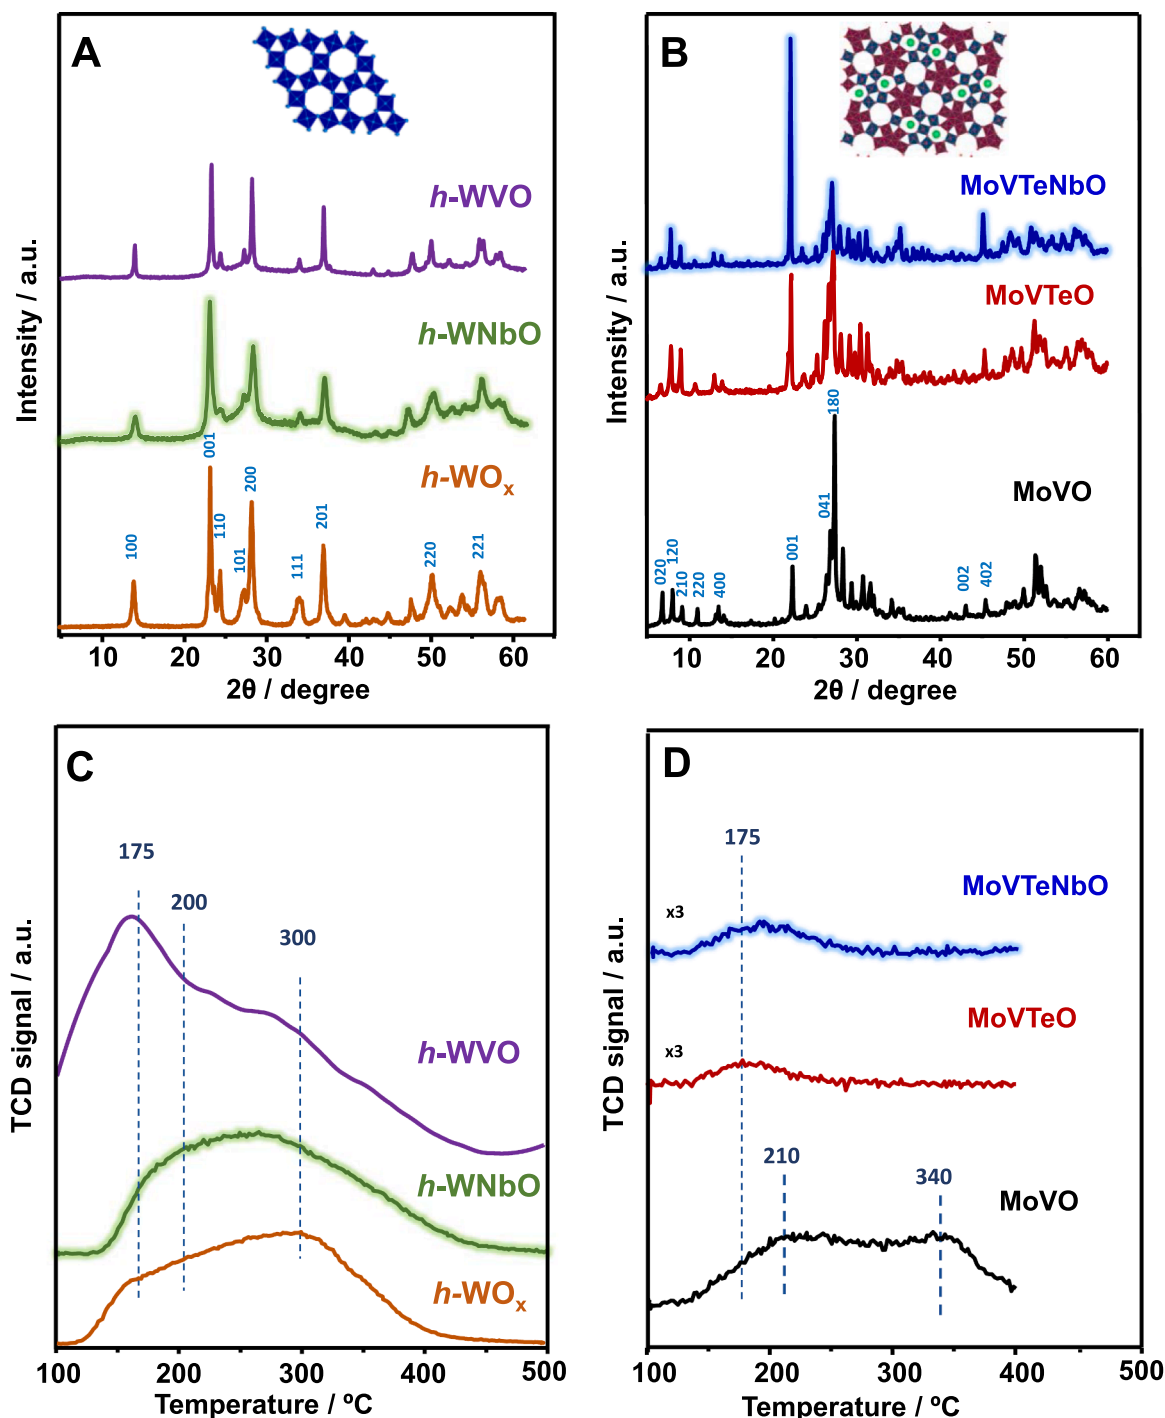 A
h-WVO
h-WNbO
h-WOx
100
001
110
101
200
111
201
220
221
Intensity / a.u.
10 20 30 40 50 60
2θ / degree
B
MoVTeNbO
MoVTeO
MoVO
020
120
210
220
400
001
041
180
002
402
Intensity / a.u.
10 20 30 40 50 60
2θ / degree
C
175
200
300
h-WVO
h-WNbO
h-WOx
TCD signal / a.u.
100 200 300 400 500
Temperature / ºC
D
175
MoVTeNbO
x3
MoVTeO
x3
210
340
MoVO
TCD signal / a.u.
100 200 300 400 500
Temperature / ºC